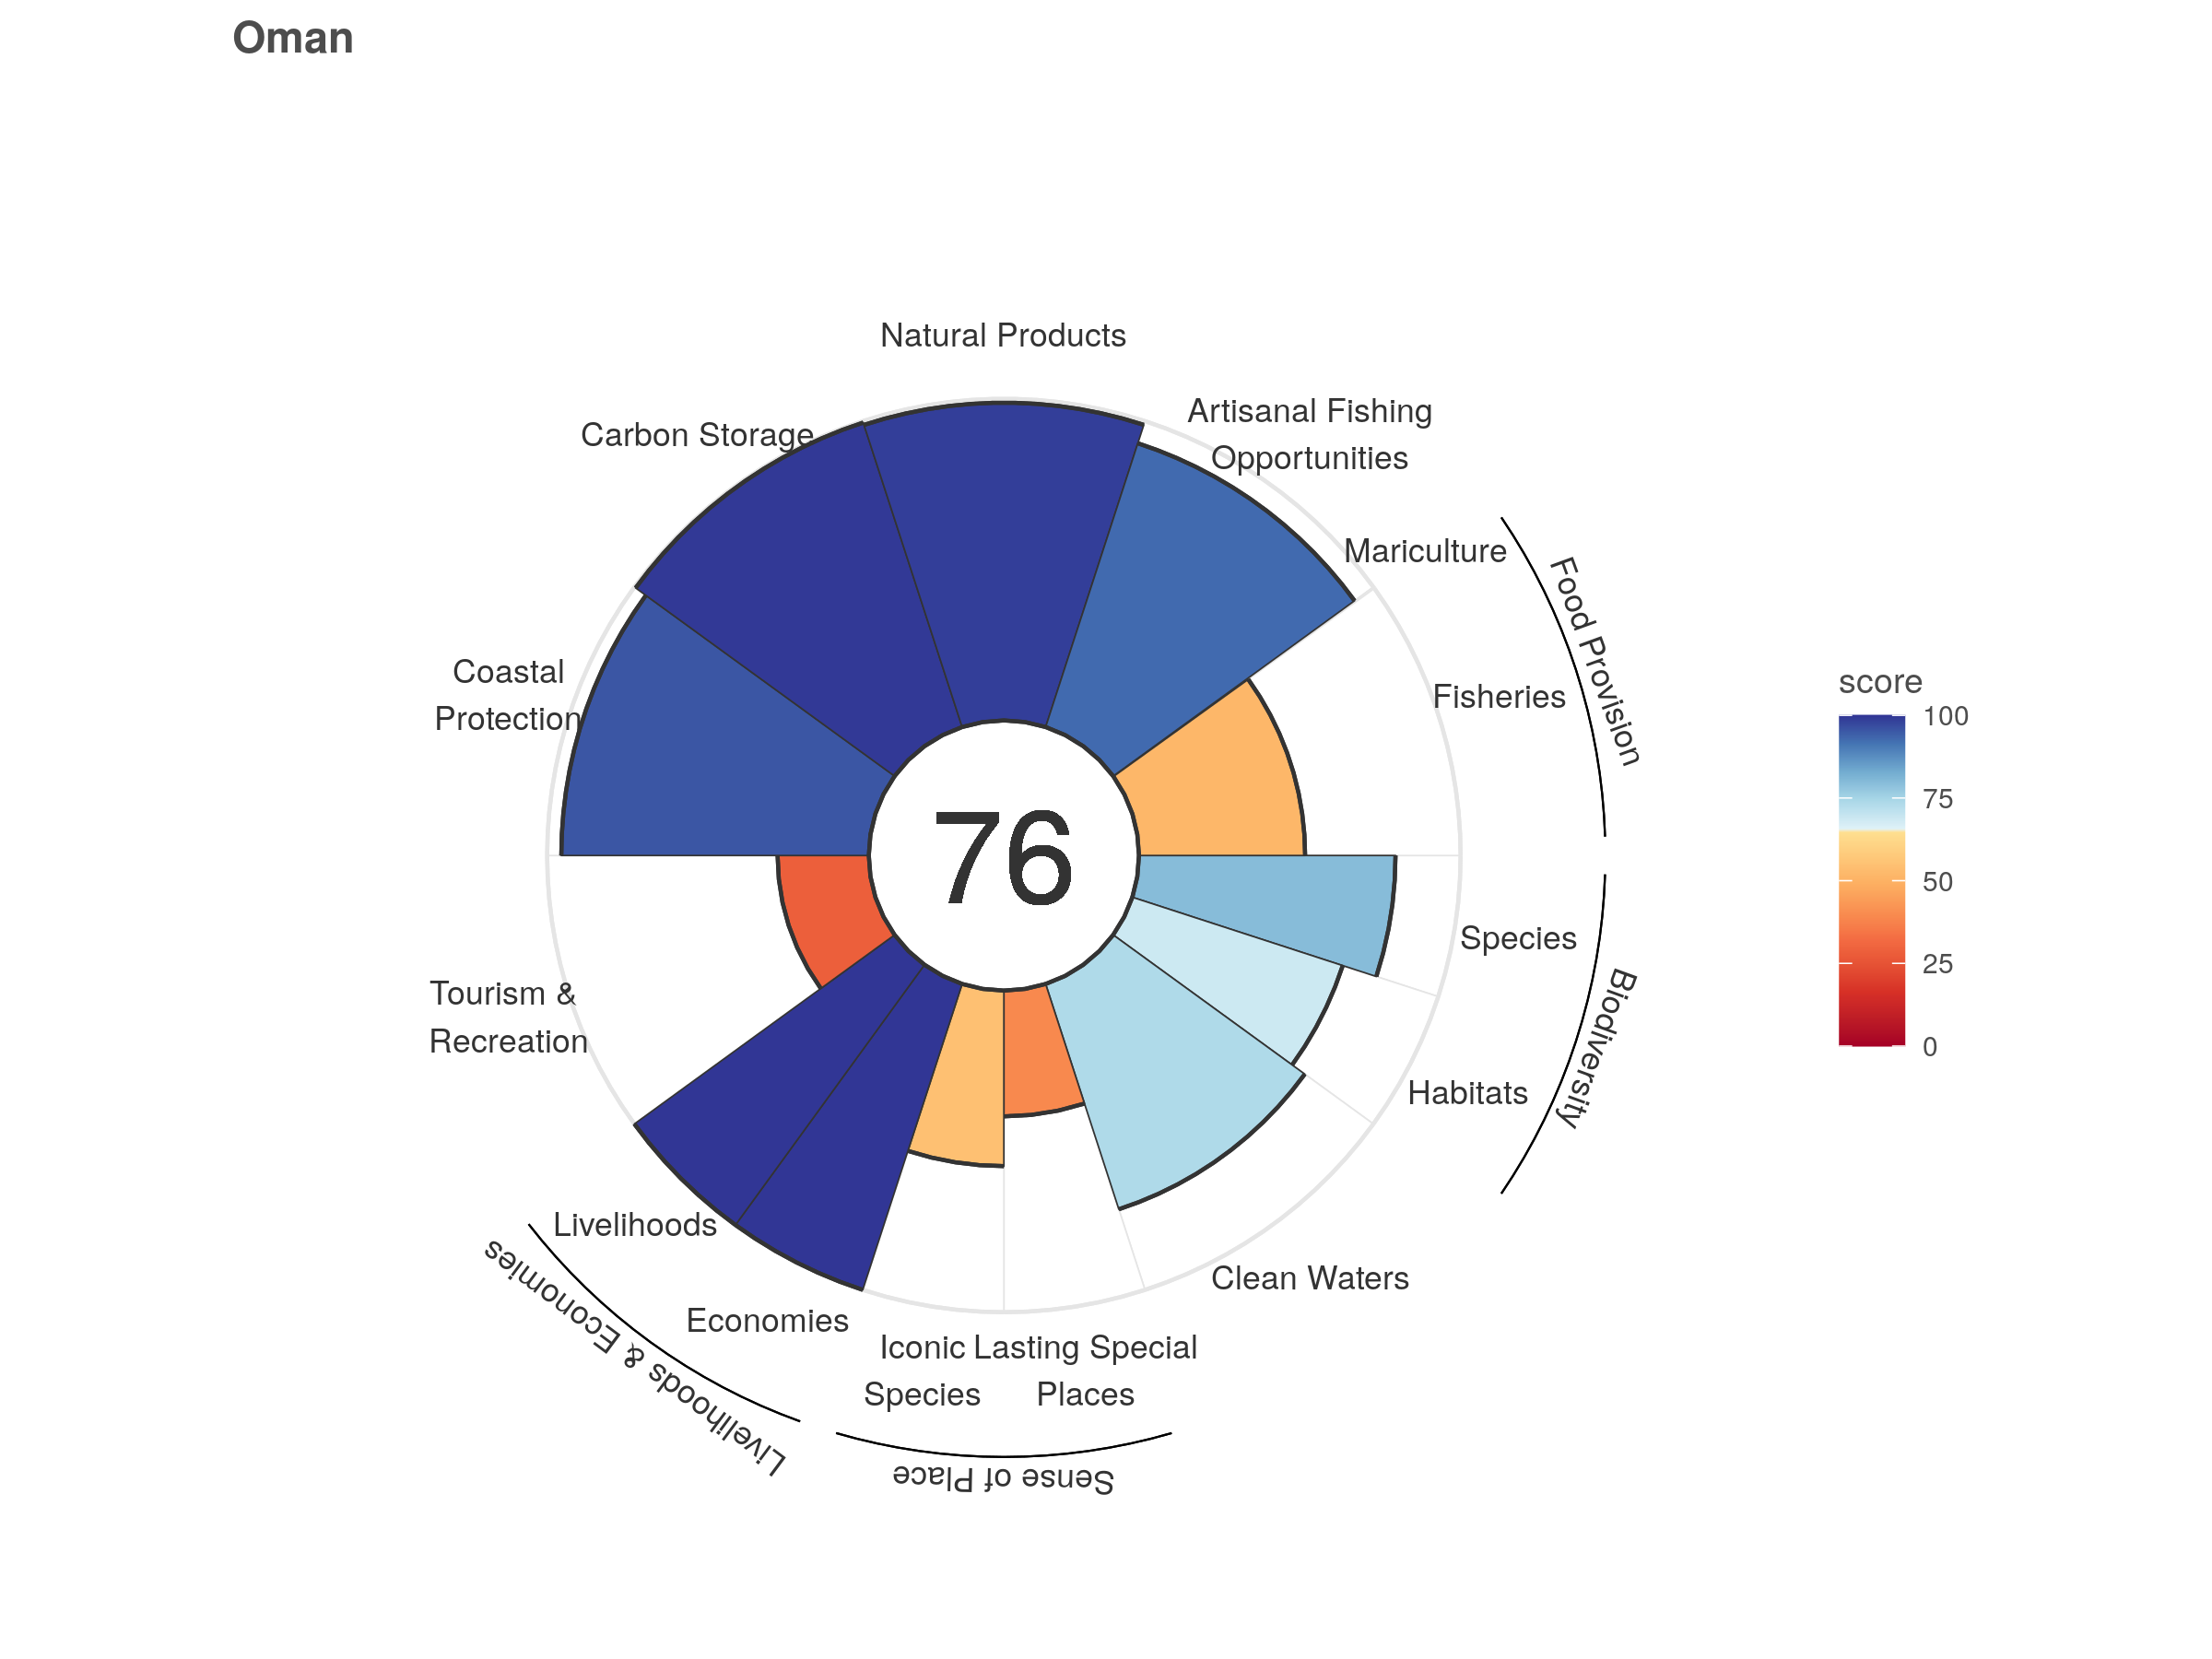 Oman
Natural Products
Artisanal Fishing
Opportunities
Carbon Storage
Mariculture
Food Provision
Fisheries
Coastal
Protection
score
100
75
50
25
0
76
Species
Biodiversity
Habitats
Tourism &
Recreation
Livelihoods
Livelihoods & Economies
Economies
Clean Waters
Iconic
Species
Lasting Special
Places
Sense of Place